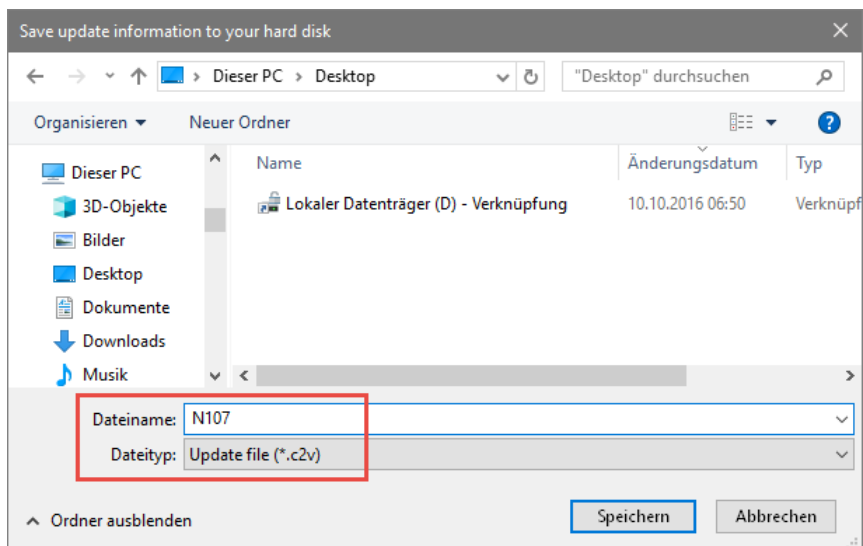 Save update information to your hard disk
Dieser PC > Desktop
"Desktop" durchsuchen
Organisieren
Neuer Ordner
Name
Änderungsdatum
Typ
Dieser PC
3D-Objekte
Bilder
Desktop
Dokumente
Downloads
Musik
Lokaler Datenträger (D) - Verknüpfung
10.10.2016 06:50
Verknüpf
Dateiname: N107
Dateityp: Update file (*.c2v)
Ordner ausblenden
Speichern
Abbrechen